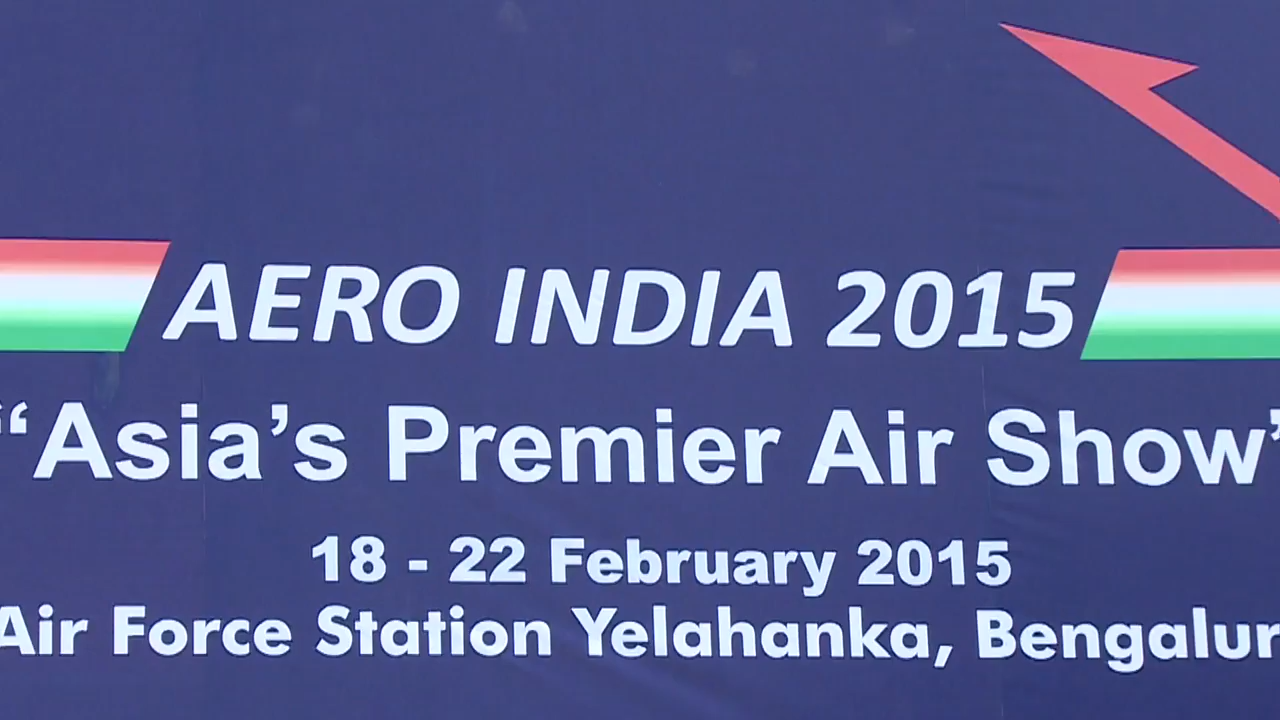 AERO INDIA 2015
“Asia’s Premier Air Show’
18 - 22 February 2015
Air Force Station Yelahanka, Bengalur